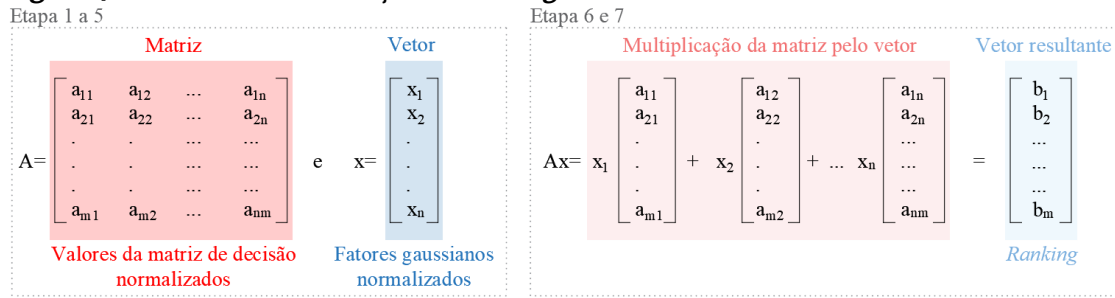 Etapa 1 a 5
Matriz
Vetor
A=
a11 a12 ... a1n
a21 a22 ... a2n
. . ... ...
. . ... ...
. . ... ...
am1 am2 ... anm
e
x=
x1
x2
.
.
.
xn
Valores da matriz de decisão
normalizados
Fatores gaussianos
normalizados
Etapa 6 e 7
Multiplicação da matriz pelo vetor
Vetor resultante
Ax= x1
a11
a21
.
.
.
am1
+ x2
a12
a22
.
.
.
am2
+ ... xn
a1n
a2n
...
...
...
anm
=
b1
b2
...
...
...
bm
Ranking